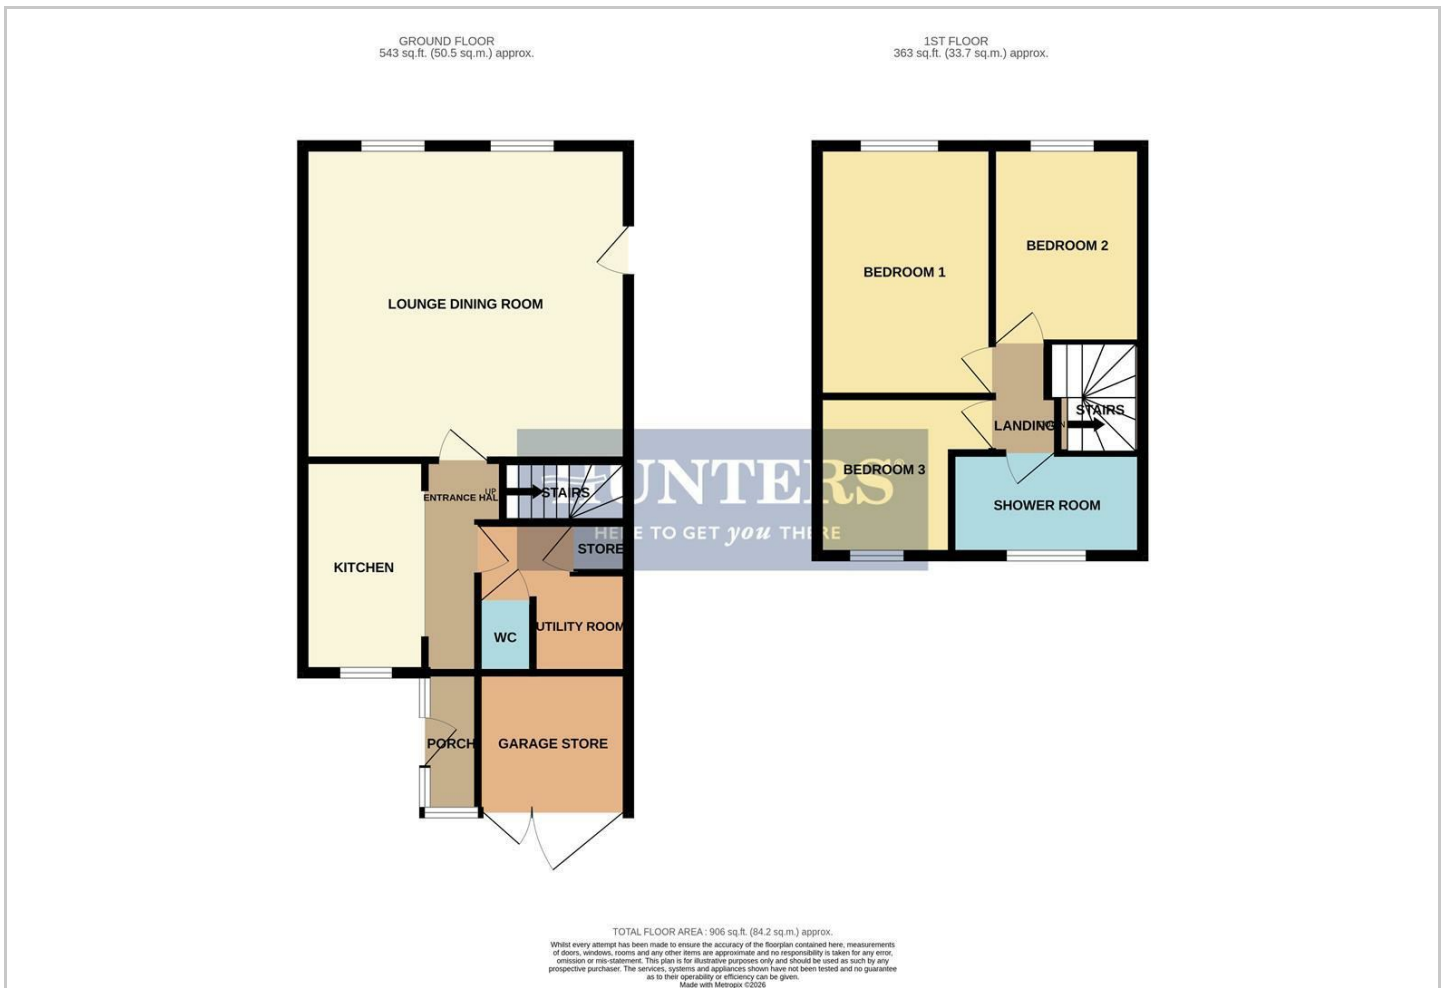 GROUND FLOOR
543 sq.ft. (50.5 sq.m.) approx.
1ST FLOOR
363 sq.ft. (33.7 sq.m.) approx.
LOUNGE DINING ROOM
BEDROOM 1
BEDROOM 2
LANDING
STAIRS
BEDROOM 3
SHOWER ROOM
HUNTERS®
HERE TO GET you THERE
ENTRANCE HAL
UP
STAIRS
STORE
KITCHEN
WC
UTILITY ROOM
PORCH
GARAGE STORE
TOTAL FLOOR AREA : 906 sq.ft. (84.2 sq.m.) approx.
Whilst every attempt has been made to ensure the accuracy of the floorplan contained here, measurements
of doors, windows, rooms and any other items are approximate and no responsibility is taken for any error,
omission or mis-statement. This plan is for illustrative purposes only and should be used as such by any
prospective purchaser. The services, systems and appliances shown have not been tested and no guarantee
as to their operability or efficiency can be given.
Made with Metropix ©2026